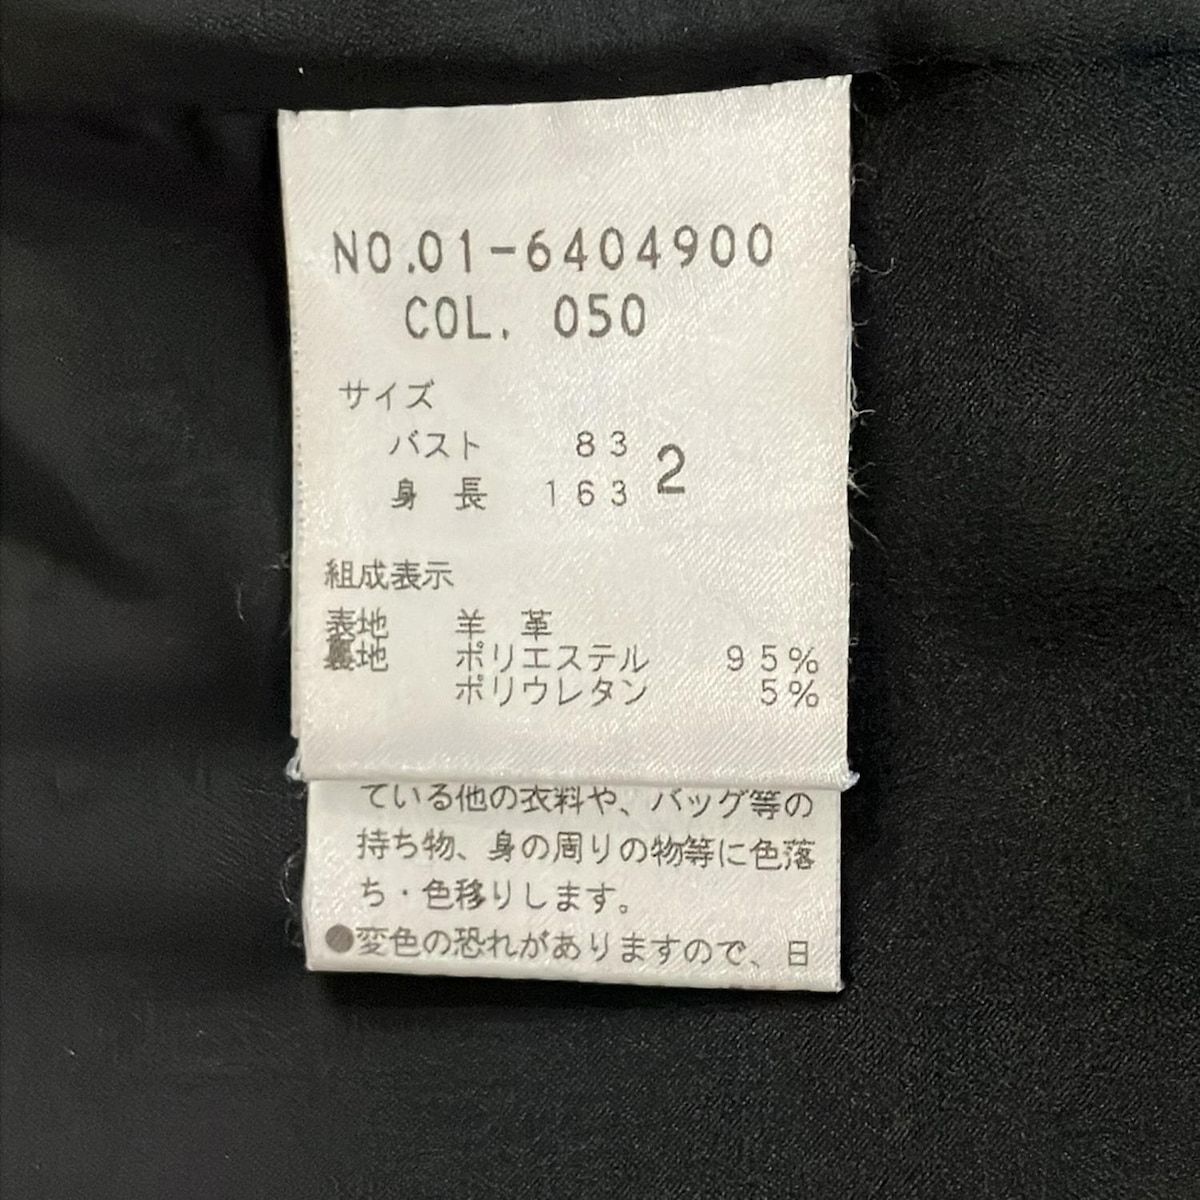 NO.01-6404900
COL. 050
サイズ
バスト 83
身長 163
2
組成表示
表地 羊革
裏地 ポリエステル 95%
ポリウレタン 5%
ている他の衣料や、バッグ等の
持ち物、身の周りの物等に色落
ち・色移りします。
●変色の恐れがありますので、日